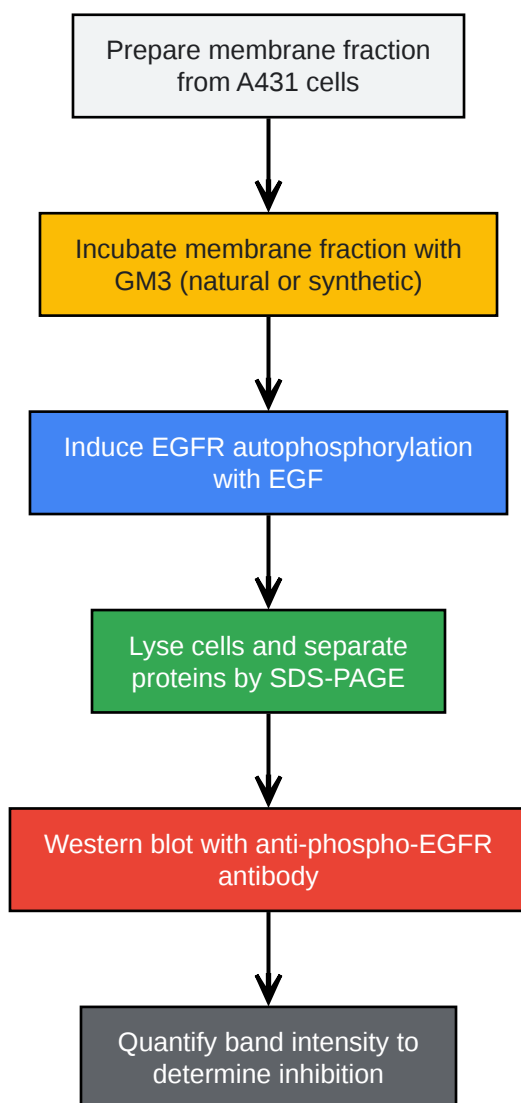 Prepare membrane fraction
from A431 cells
Incubate membrane fraction with
GM3 (natural or synthetic)
Induce EGFR autophosphorylation
with EGF
Lyse cells and separate
proteins by SDS-PAGE
Western blot with anti-phospho-EGFR
antibody
Quantify band intensity to
determine inhibition